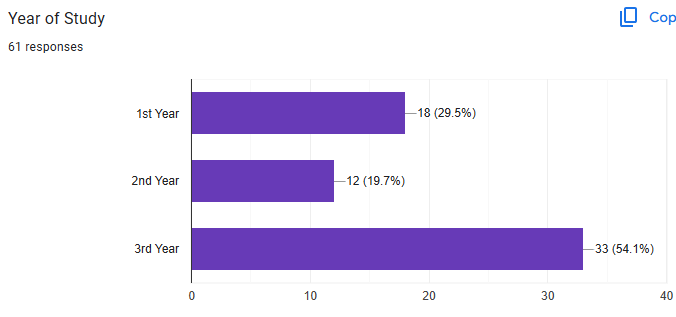 Year of Study
Cop
61 responses
1st Year
18 (29.5%)
2nd Year
12 (19.7%)
3rd Year
33 (54.1%)
0 10 20 30 40